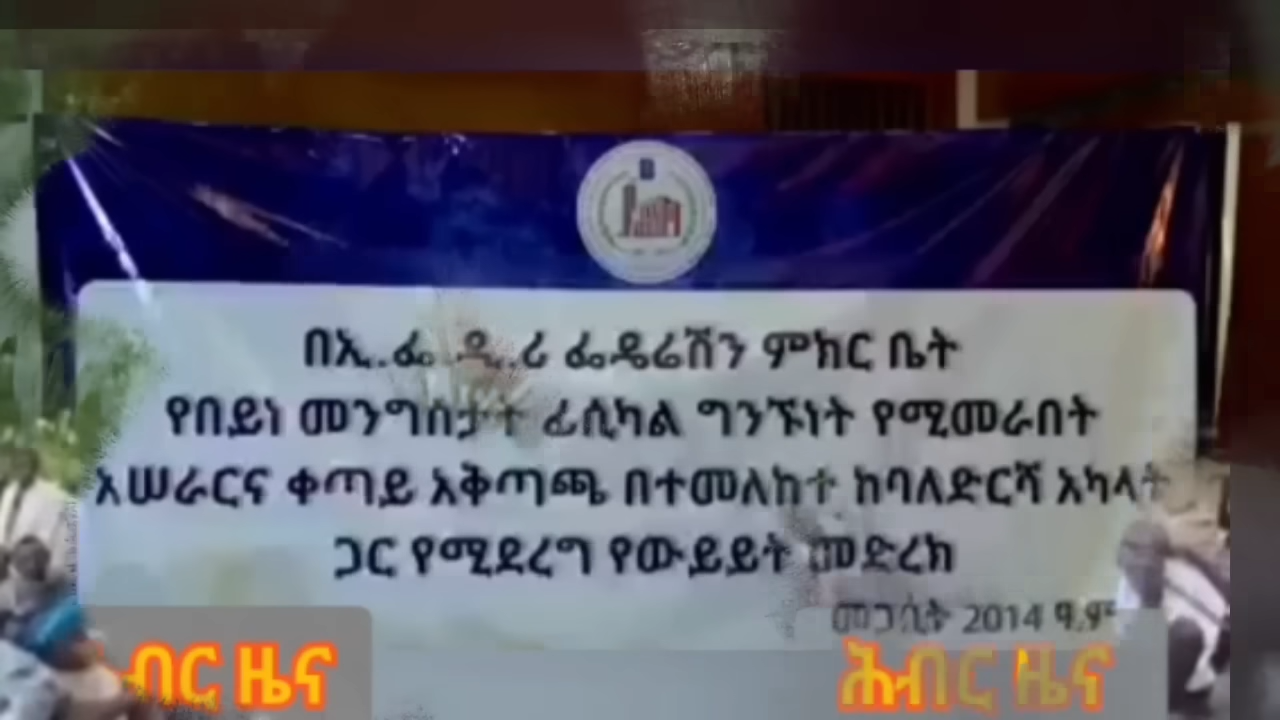 በኢ..ፌ.ዲ..ሪ ፌዴሬሽን ምክር ቤት
የበይነ መንግስታት ፊሲካል ግንኙነት የሚመራበት
አሠራርና ቀጣይ አቅጣጫ በተመለከተ ከባለድርሻ አካላት
ጋር የሚደረግ የውይይት መድረክ
መጋቢት 2014 ዓ.ም
ብር ዜና
ሕብር ዜና